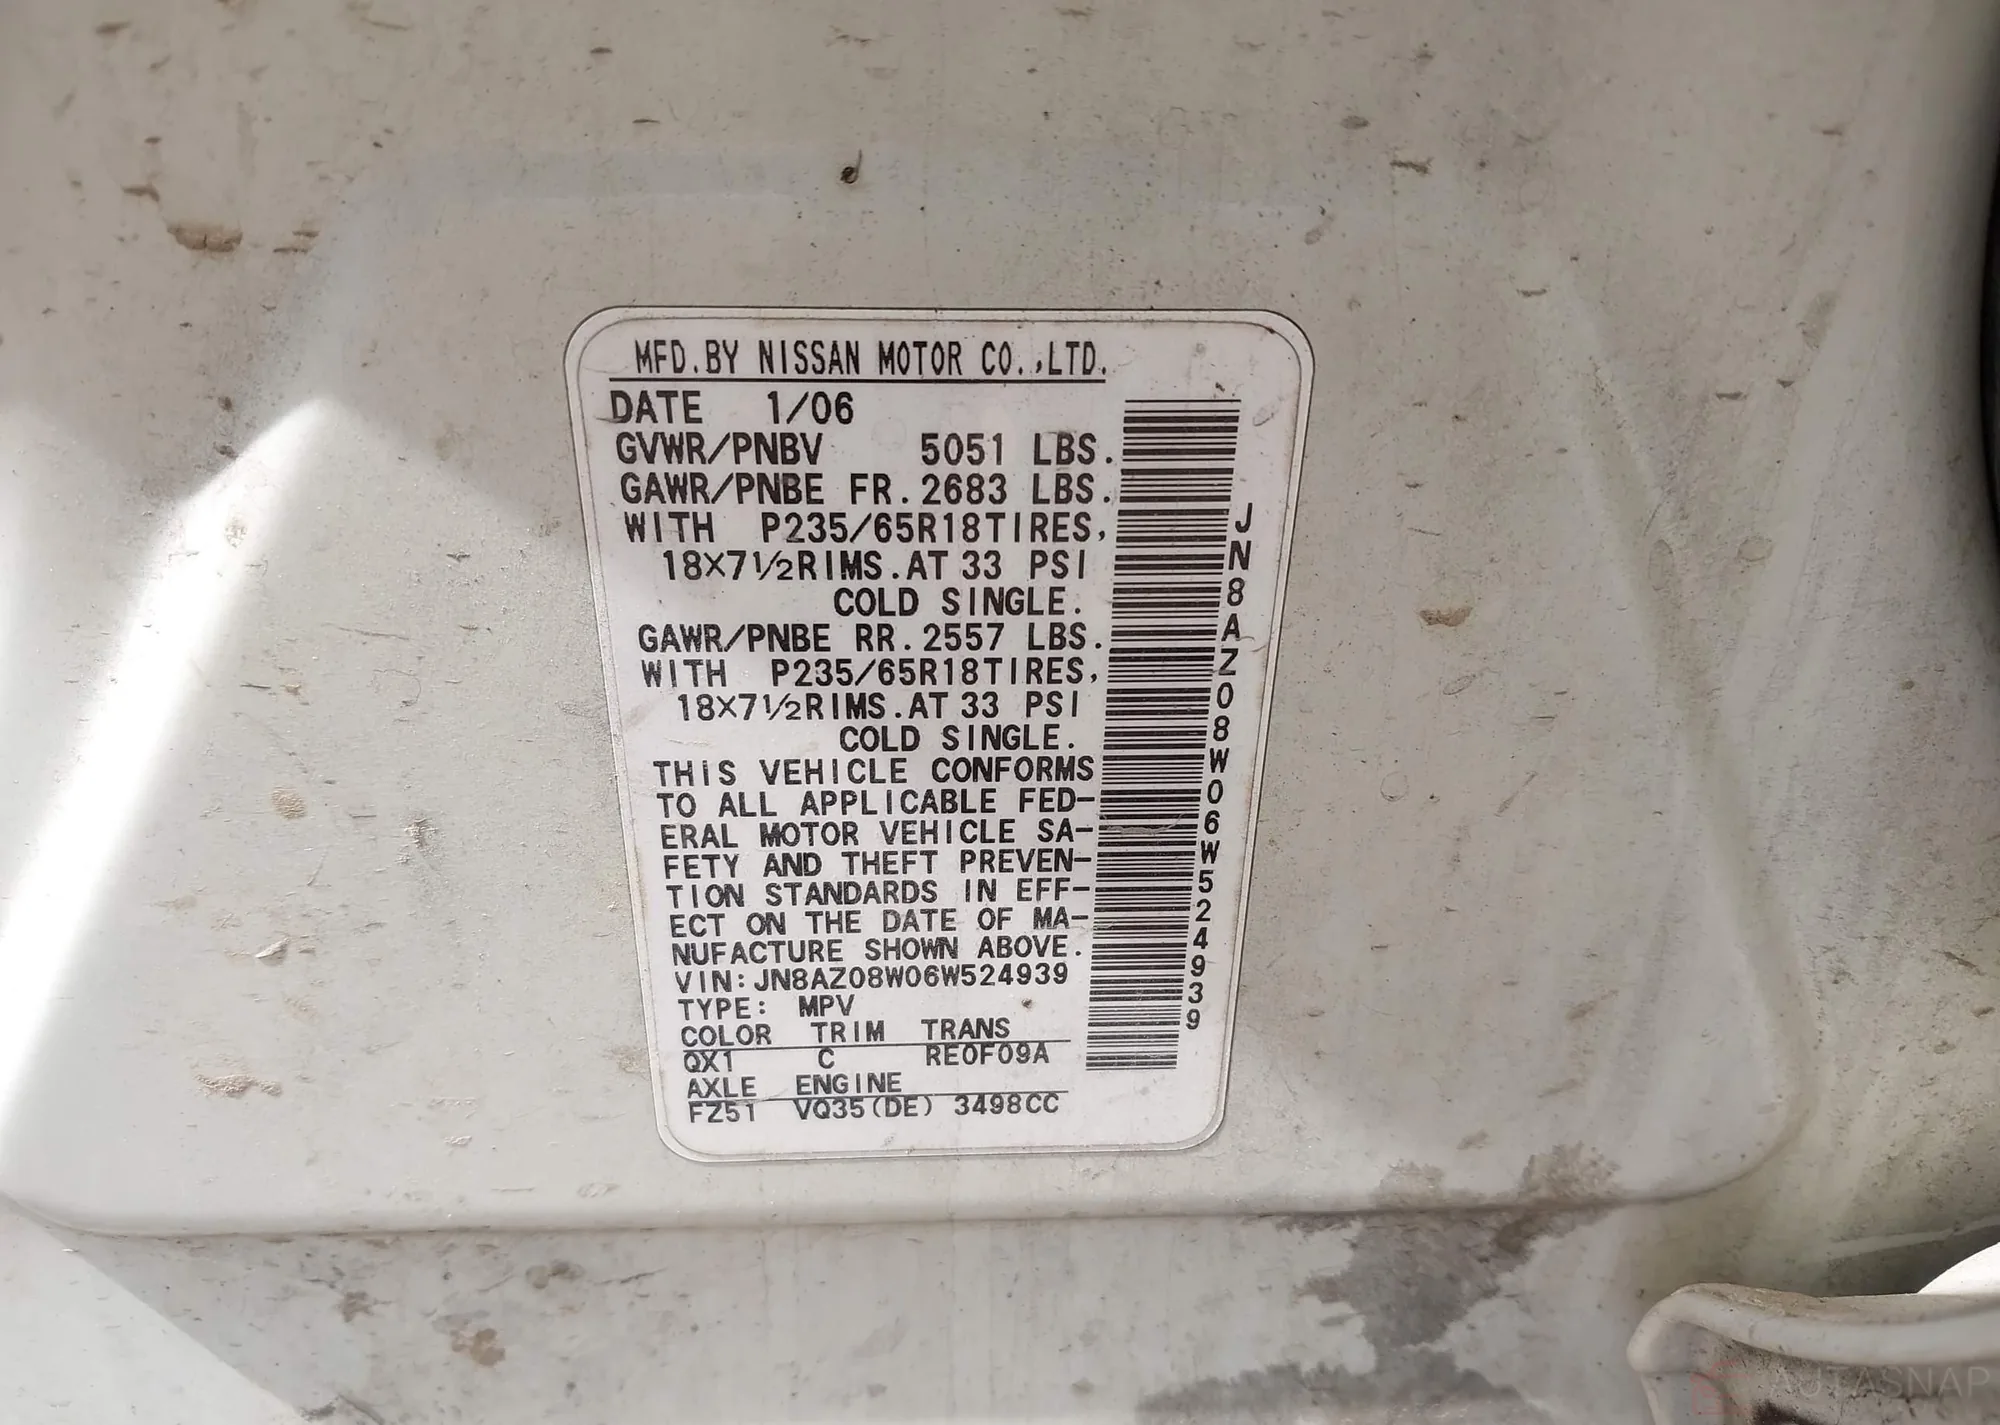 MFD.BY NISSAN MOTOR CO.,LTD.
DATE 1/06
GVWR/PNBV 5051 LBS.
GAWR/PNBE FR.2683 LBS.
WITH P235/65R18TIRES,
18X7½RIMS.AT 33 PSI
COLD SINGLE.
GAWR/PNBE RR.2557 LBS.
WITH P235/65R18TIRES,
18X7½RIMS.AT 33 PSI
COLD SINGLE.
THIS VEHICLE CONFORMS
TO ALL APPLICABLE FED-
ERAL MOTOR VEHICLE SA-
FETY AND THEFT PREVEN-
TION STANDARDS IN EFF-
ECT ON THE DATE OF MA-
NUFACTURE SHOWN ABOVE.
VIN:JN8AZ08W06W524939
TYPE: MPV
COLOR TRIM TRANS
QX1 C RE0F09A
AXLE ENGINE
FZ51 VQ35(DE) 3498CC
JN8AZ08W06W524939
AUTASNAP